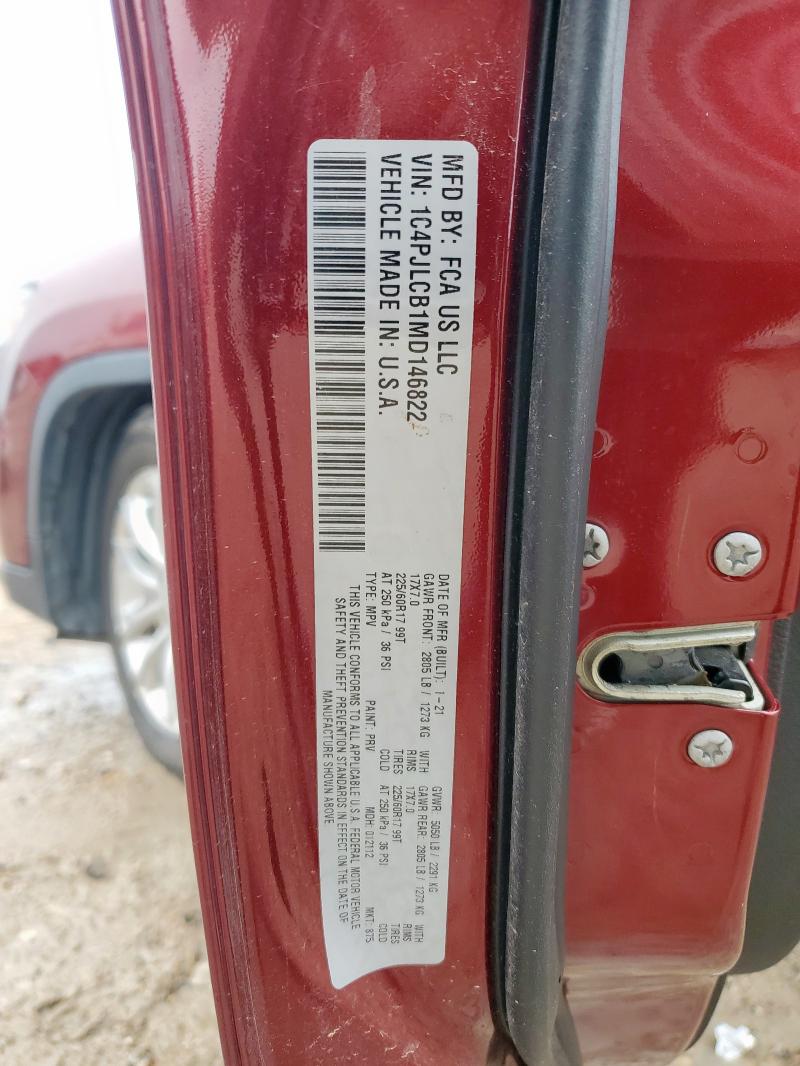 MFD BY: FCA US LLC
VIN: 1C4PJLCB1MD146822
VEHICLE MADE IN: U.S.A.
DATE OF MFR (BUILT): 1-21 GVWR: 5050 LB / 2291 KG
GAWR FRONT: 2805 LB / 1273 KG WITH GAWR REAR: 2805 LB / 1273 KG WITH
17X7.0 RIMS 17X7.0 RIMS
225/60R17 99T TIRES 225/60R17 99T TIRES
AT 250 kPa / 36 PSI COLD AT 250 kPa / 36 PSI COLD
TYPE: MPV PAINT: PRV MDH: 012112 MKT: 875
THIS VEHICLE CONFORMS TO ALL APPLICABLE U.S.A. FEDERAL MOTOR VEHICLE
SAFETY AND THEFT PREVENTION STANDARDS IN EFFECT ON THE DATE OF
MANUFACTURE SHOWN ABOVE